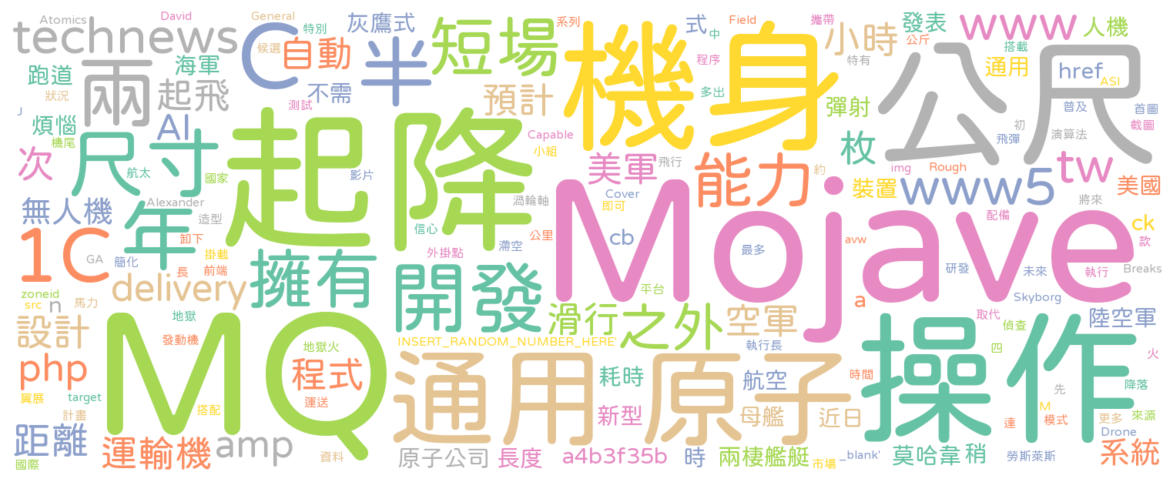 Atomics David General 系列 Field 攜帶 發表 www 人機
technews 候選 特別 灰鷹式 短場 機身 式 中 小時 公斤 搭載
跑道 兩 海軍 C 自動 半 程序 特有 公尺 通用 href ASI
狀況 起飛 不需 預計 多出 彈射 普及 首圖
J 煩惱 AI 測試 Capable 初 演算法 截圖
次 尺寸 機尾 起降 小組 美軍 飛行 能力 約 枚 飛彈 tw
航太 國家 影片 渦輪軸 Cover img Rough 裝置 www5 美國
無人機 年 Alexander 造型 信心 即可 Mojave 配備 將來 ck
1C GA 簡化 卸下 掛載 外掛點 滯空 公里 cb 最多 款
zoneid 長 前端 擁有 開發 avw 研發 未來 執行 Breaks
src n 馬力 delivery 平台 a Skyborg
設計 地獄 滑行 之外 空軍 取代 偵查 陸空軍
發動機 MQ 地獄火 INSERT_RANDOM_NUMBER_HERE' 執行長 操作 四 火
php 程式 通用原子 耗時 航空 時間 先 降落
興展 target 運送 搭配 新型 母艦 近日 M 更多 來源
計畫 達 模式 Drone
距離 運輸機 amp 資料 原子公司 長度 a4b3f35b 時 兩棲艦艇 _blank' 莫哈韋 稍 系統
國際 市場 勞斯萊斯